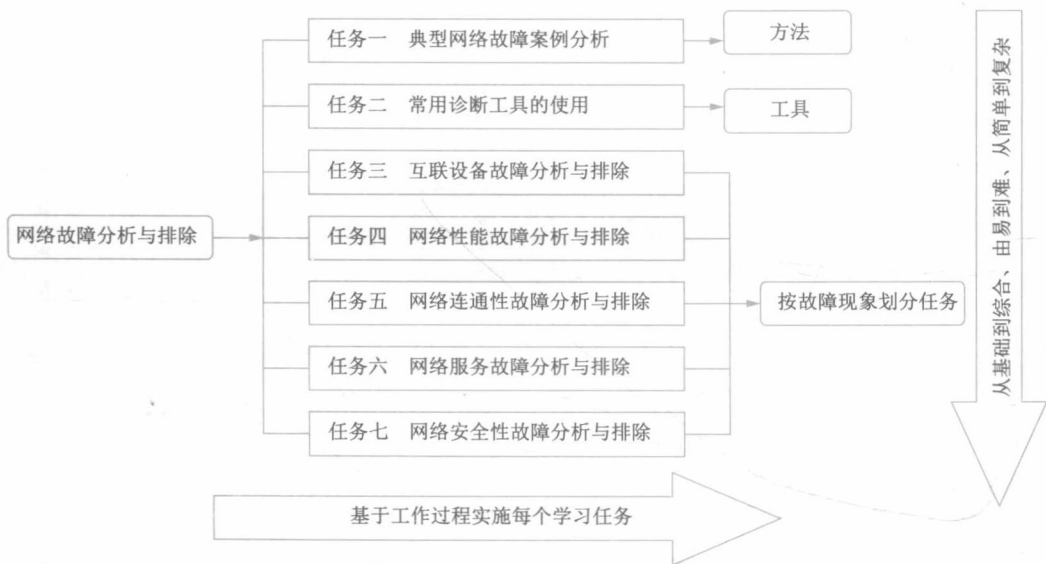 任务一 典型网络故障案例分析
方法
任务二 常用诊断工具的使用
工具
任务三 互联设备故障分析与排除
网络故障分析与排除
任务四 网络性能故障分析与排除
任务五 网络连通性故障分析与排除
按故障现象划分任务
任务六 网络服务故障分析与排除
任务七 网络安全性故障分析与排除
从基础到综合、由易到难、从简单到复杂
基于工作过程实施每个学习任务